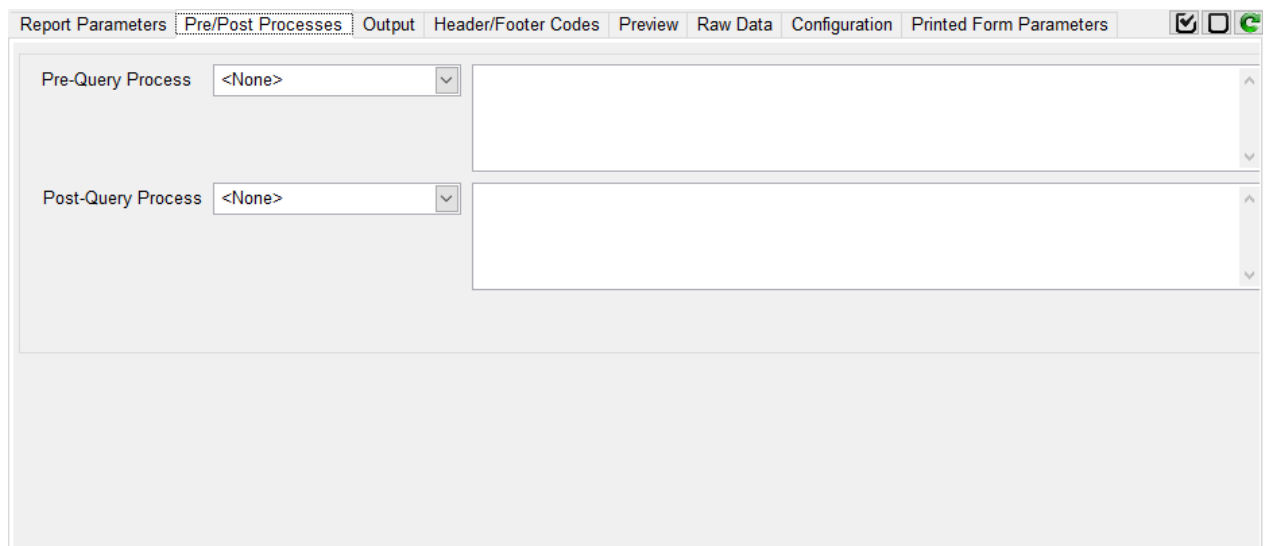 Report Parameters Pre/Post Processes Output Header/Footer Codes Preview Raw Data Configuration Printed Form Parameters
Pre-Query Process <None>
Post-Query Process <None>